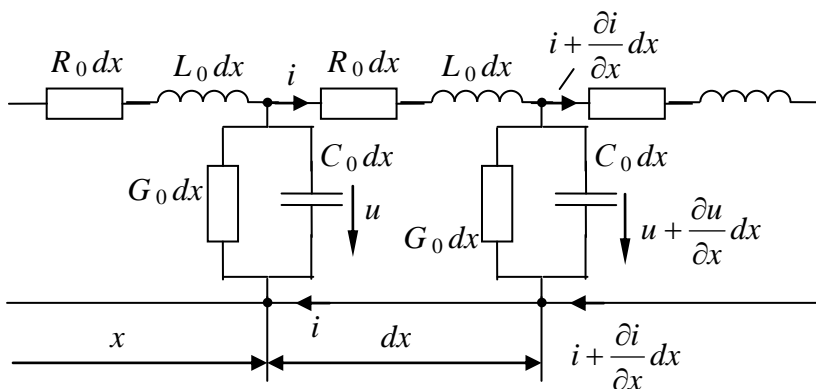 R₀dx
L₀dx
i
R₀dx
L₀dx
i + ∂i/∂x dx
G₀dx
C₀dx
u
G₀dx
C₀dx
u + ∂u/∂x dx
i
x
dx
i + ∂i/∂x dx